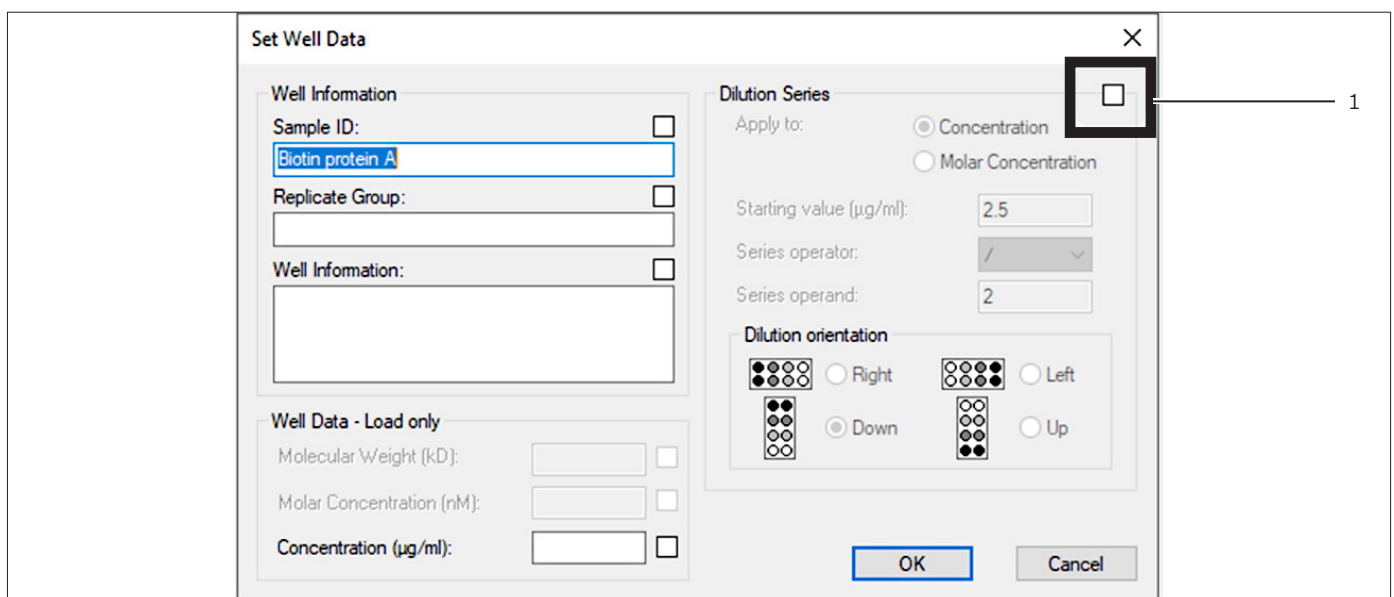 Set Well Data
1
Well Information
Sample ID:
Biotin protein A
Replicate Group:
Well Information:
Well Data - Load only
Molecular Weight (kD):
Molar Concentration (nM):
Concentration (µg/ml):
Dilution Series
Apply to:
Concentration
Molar Concentration
Starting value (µg/ml):
2.5
Series operator:
/
Series operand:
2
Dilution orientation
Right
Left
Down
Up
OK
Cancel